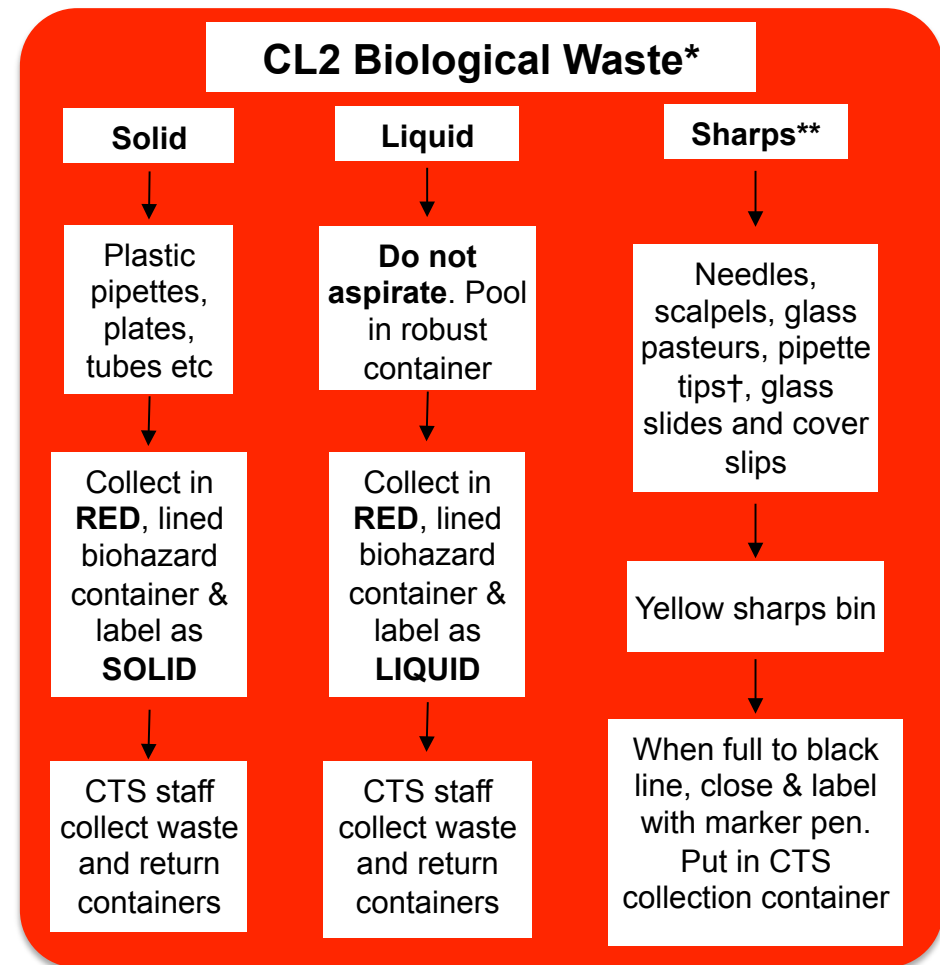 CL2 Biological Waste*
Solid
Plastic
pipettes,
plates,
tubes etc
Collect in
RED, lined
biohazard
container &
label as
SOLID
CTS staff
collect waste
and return
containers
Liquid
Do not
aspirate. Pool
in robust
container
Collect in
RED, lined
biohazard
container &
label as
LIQUID
CTS staff
collect waste
and return
containers
Sharps**
Needles,
scalpels, glass
pasteurs, pipette
tips†, glass
slides and cover
slips
Yellow sharps bin
When full to black
line, close & label
with marker pen.
Put in CTS
collection container